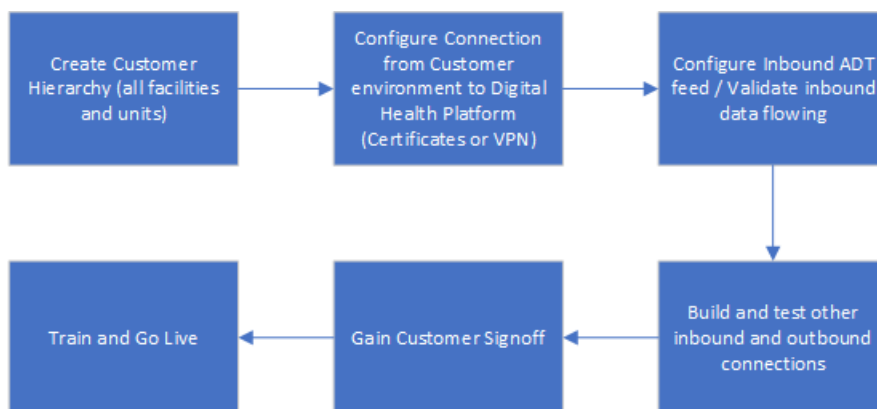 Create Customer
Hierarchy (all facilities
and units)
Configure Connection
from Customer
environment to Digital
Health Platform
(Certificates or VPN)
Configure Inbound ADT
feed / Validate inbound
data flowing
Build and test other
inbound and outbound
connections
Gain Customer Signoff
Train and Go Live